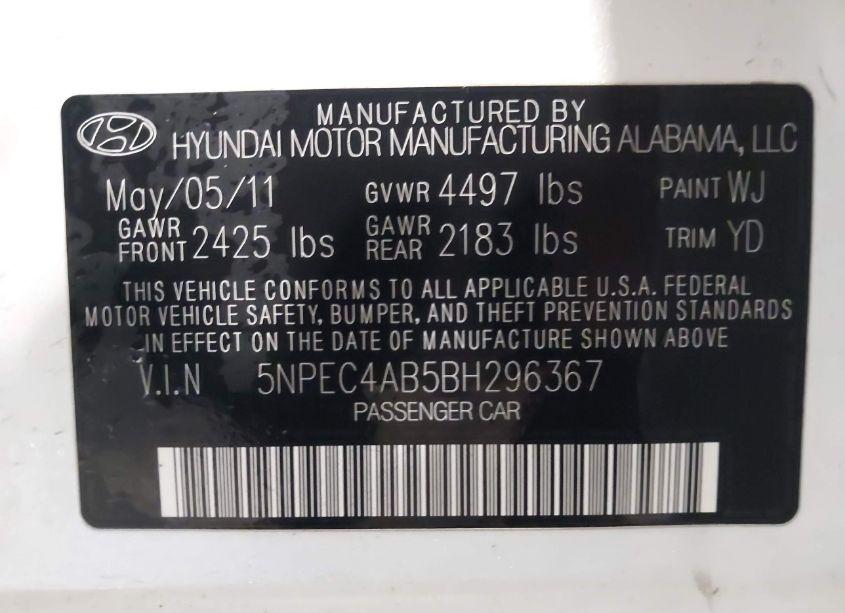 MANUFACTURED BY
HYUNDAI MOTOR MANUFACTURING ALABAMA, LLC
May/05/11 GVWR 4497 lbs PAINT WJ
GAWR FRONT 2425 lbs GAWR REAR 2183 lbs TRIM YD
THIS VEHICLE CONFORMS TO ALL APPLICABLE U.S.A. FEDERAL
MOTOR VEHICLE SAFETY, BUMPER, AND THEFT PREVENTION STANDARDS
IN EFFECT ON THE DATE OF MANUFACTURE SHOWN ABOVE
V.I.N 5NPEC4AB5BH296367
PASSENGER CAR